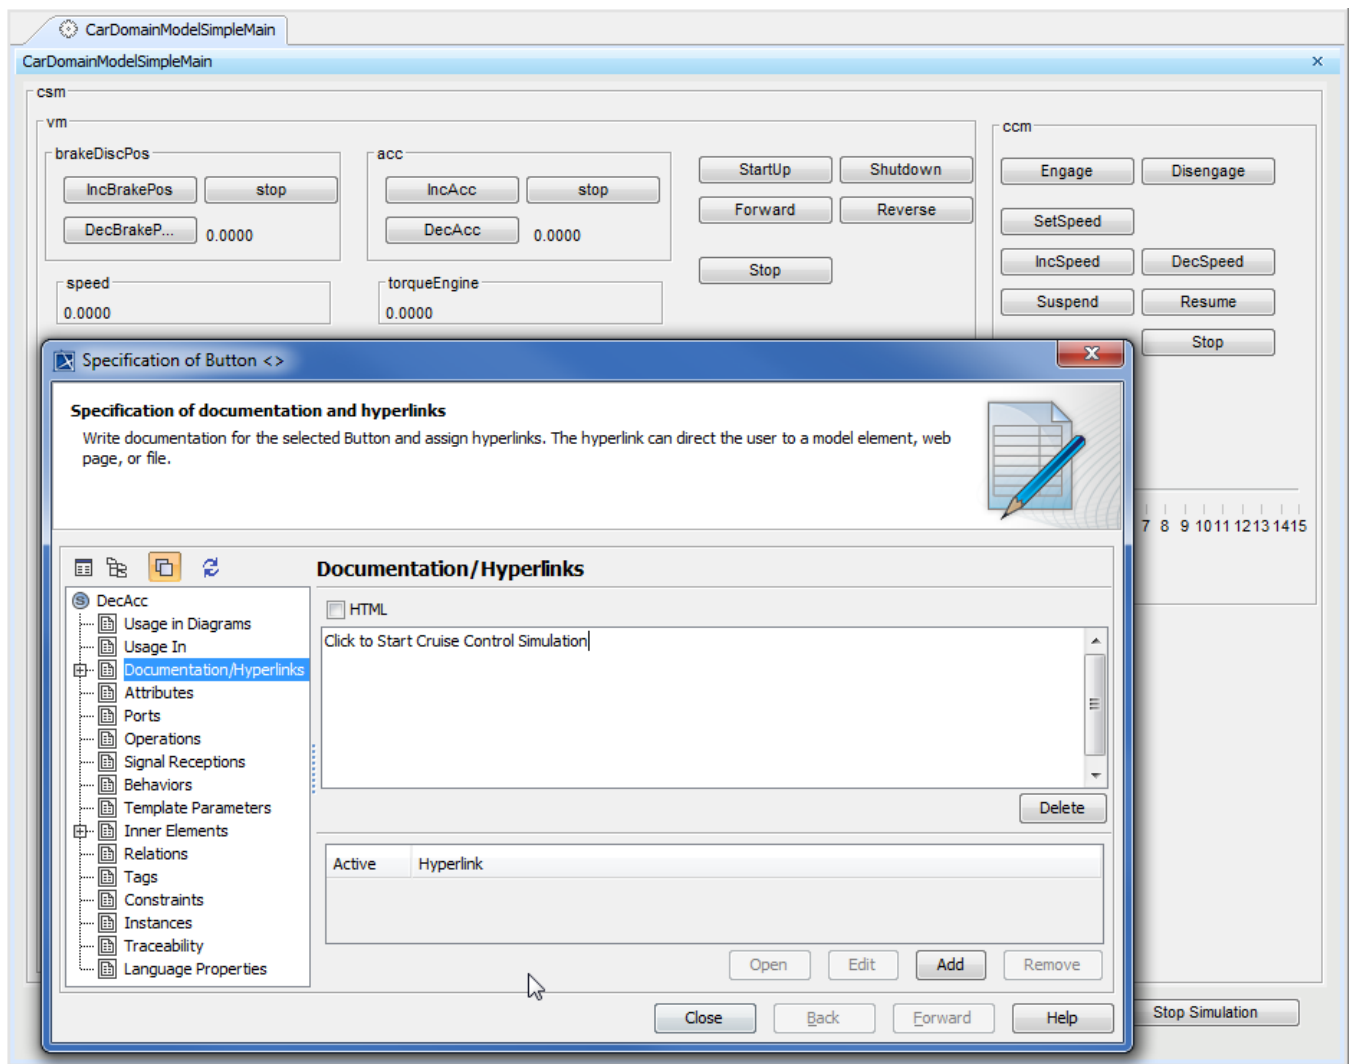 CarDomainModelSimpleMain
CarDomainModelSimpleMain
csm
vm
ccm
brakeDiscPos
acc
IncBrakePos stop
IncAcc stop
StartUp Shutdown
Engage Disengage
DecBrakeP... 0.0000
DecAcc 0.0000
Forward Reverse
SetSpeed
Stop
IncSpeed DecSpeed
speed
torqueEngine
0.0000
0.0000
Suspend Resume
Stop
Specification of Button <>
Specification of documentation and hyperlinks
Write documentation for the selected Button and assign hyperlinks. The hyperlink can direct the user to a model element, web
page, or file.
7 8 9 10 11 12 13 14 15
Documentation/Hyperlinks
DecAcc
HTML
Usage in Diagrams
Usage In
Documentation/Hyperlinks
Attributes
Ports
Operations
Signal Receptions
Behaviors
Template Parameters
Inner Elements
Relations
Tags
Constraints
Instances
Traceability
Language Properties
Click to Start Cruise Control Simulation
Delete
Active Hyperlink
Open Edit Add Remove
Close Back Forward Help
Stop Simulation